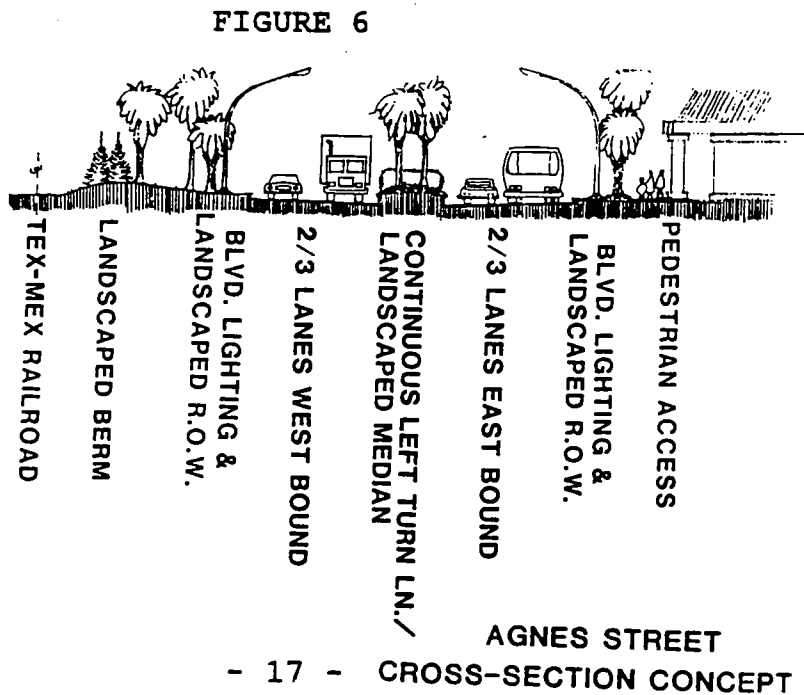 FIGURE 6
TEX-MEX RAILROAD
LANDSCAPED BERM
BLVD. LIGHTING &
LANDSCAPED R.O.W.
2/3 LANES WEST BOUND
CONTINUOUS LEFT TURN LN./
LANDSCAPED MEDIAN
2/3 LANES EAST BOUND
BLVD. LIGHTING &
LANDSCAPED R.O.W.
PEDESTRIAN ACCESS
AGNES STREET
- 17 - CROSS-SECTION CONCEPT